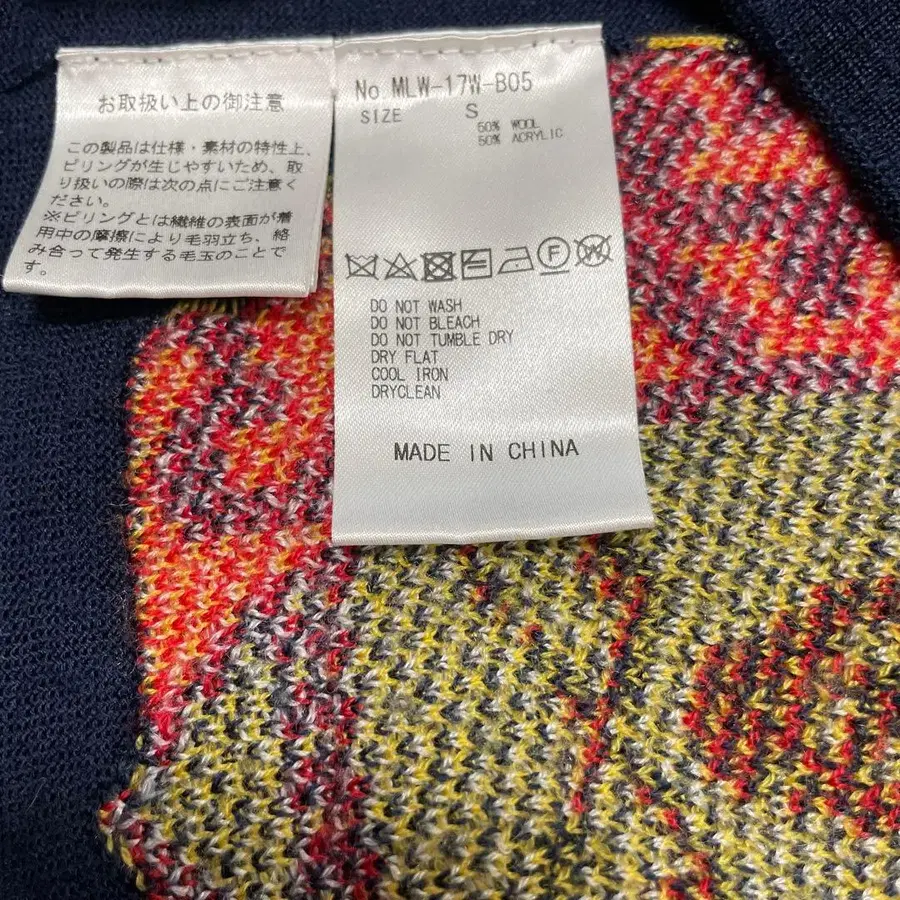 お取扱い上の御注意
この製品は仕様・素材の特性上、
ピリングが生じやすいため、取
り扱いの際は次の点にご注意く
ださい。
※ピリングとは繊維の表面が着
用中の摩擦により毛羽立ち、絡
み合って発生する毛玉のことで
す。
No MLW-17W-B05
SIZE S
50% WOOL
50% ACRYLIC
F
W
DO NOT WASH
DO NOT BLEACH
DO NOT TUMBLE DRY
DRY FLAT
COOL IRON
DRYCLEAN
MADE IN CHINA